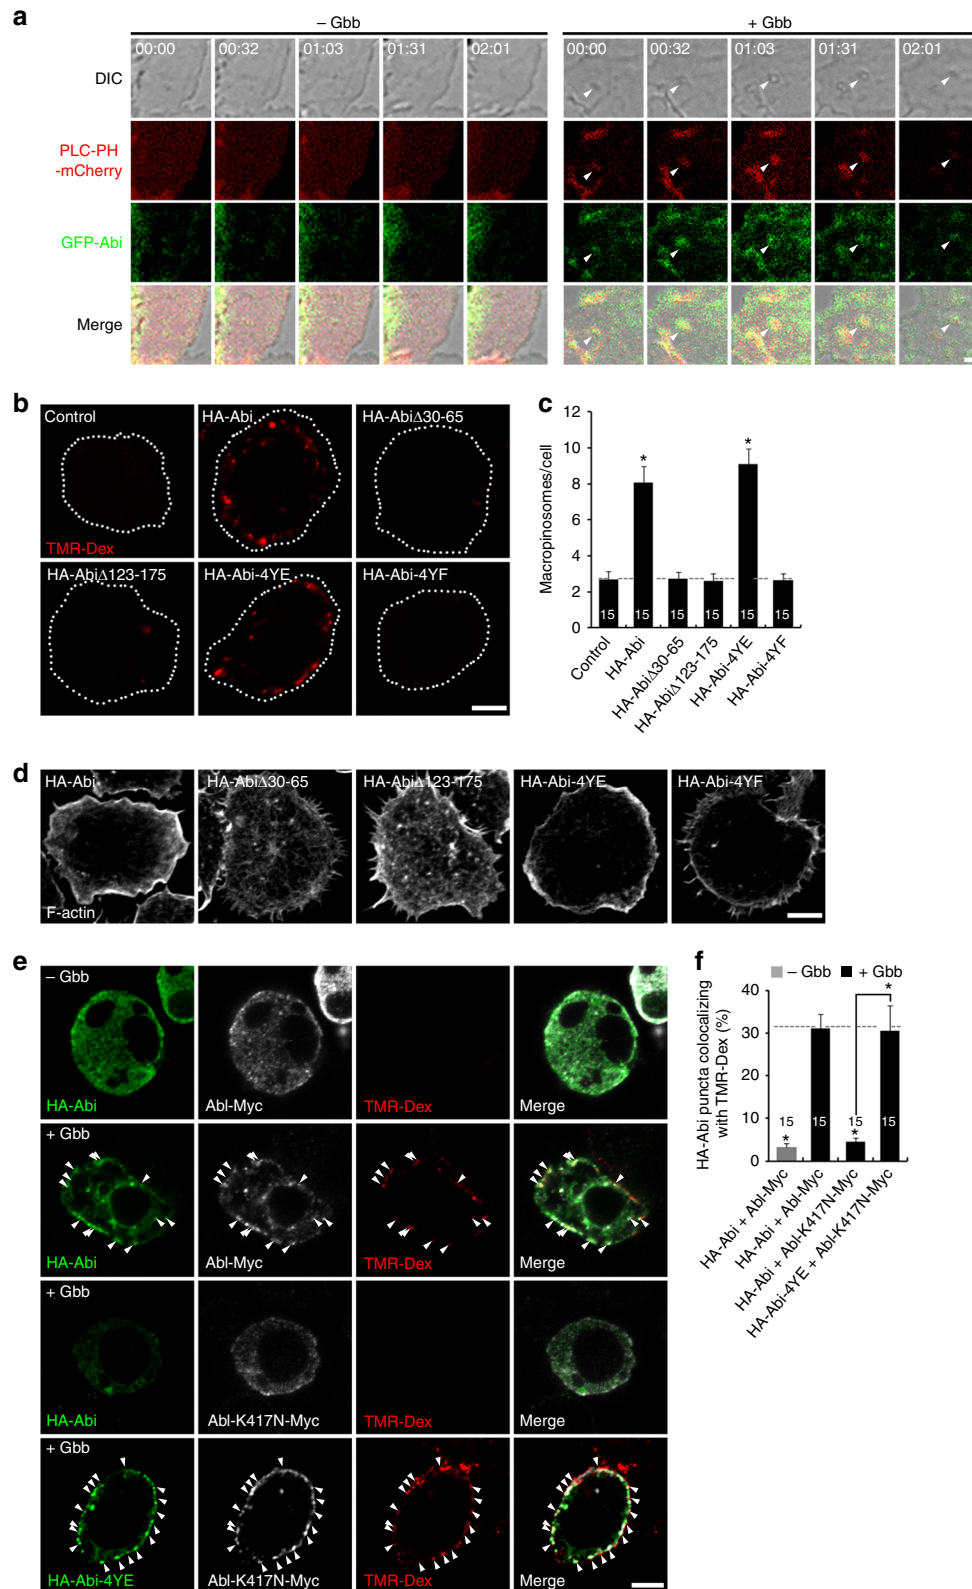 a
– Gbb
+ Gbb
00:00 00:32 01:03 01:31 02:01
00:00 00:32 01:03 01:31 02:01
DIC
PLC-PH
-mCherry
GFP-Abi
Merge
b
Control
HA-Abi
HA-AbiΔ30-65
TMR-Dex
HA-AbiΔ123-175
HA-Abi-4YE
HA-Abi-4YF
c
Macropinosomes/cell
12
10
8
6
4
2
0
* *
15 15 15 15 15 15
Control
HA-Abi
HA-AbiΔ30-65
HA-AbiΔ123-175
HA-Abi-4YE
HA-Abi-4YF
d
HA-Abi
HA-AbiΔ30-65
HA-AbiΔ123-175
HA-Abi-4YE
HA-Abi-4YF
F-actin
e
– Gbb
HA-Abi
Abl-Myc
TMR-Dex
Merge
+ Gbb
HA-Abi
Abl-Myc
TMR-Dex
Merge
+ Gbb
HA-Abi
Abl-K417N-Myc
TMR-Dex
Merge
+ Gbb
HA-Abi-4YE
Abl-K417N-Myc
TMR-Dex
Merge
f
– Gbb + Gbb
HA-Abi puncta colocalizing
with TMR-Dex (%)
40
30
20
10
0
*
15 15 15 15
* *
HA-Abi + Abl-Myc
HA-Abi + Abl-Myc
HA-Abi + Abl-K417N-Myc
HA-Abi-4YE + Abl-K417N-Myc